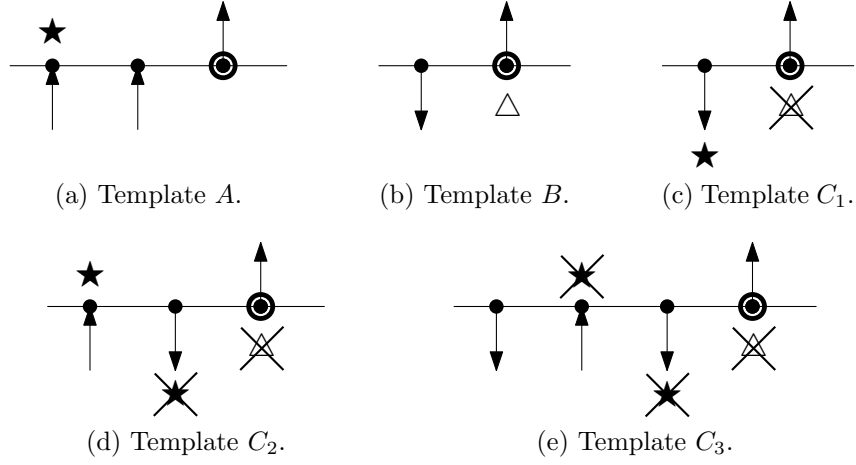 (a) Template A.
(b) Template B.
(c) Template C₁.
(d) Template C₂.
(e) Template C₃.